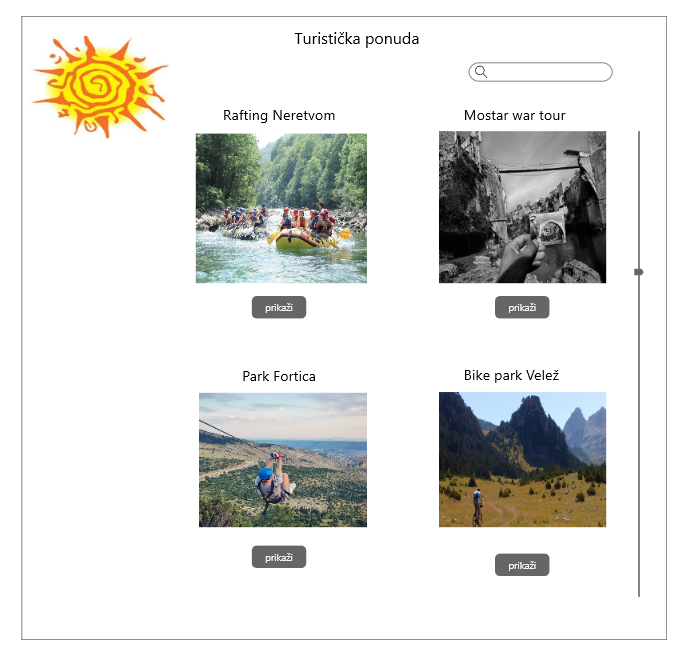 Turistička ponuda
Rafting Neretvom
Mostar war tour
prikaži
prikaži
Park Fortica
Bike park Velež
prikaži
prikaži